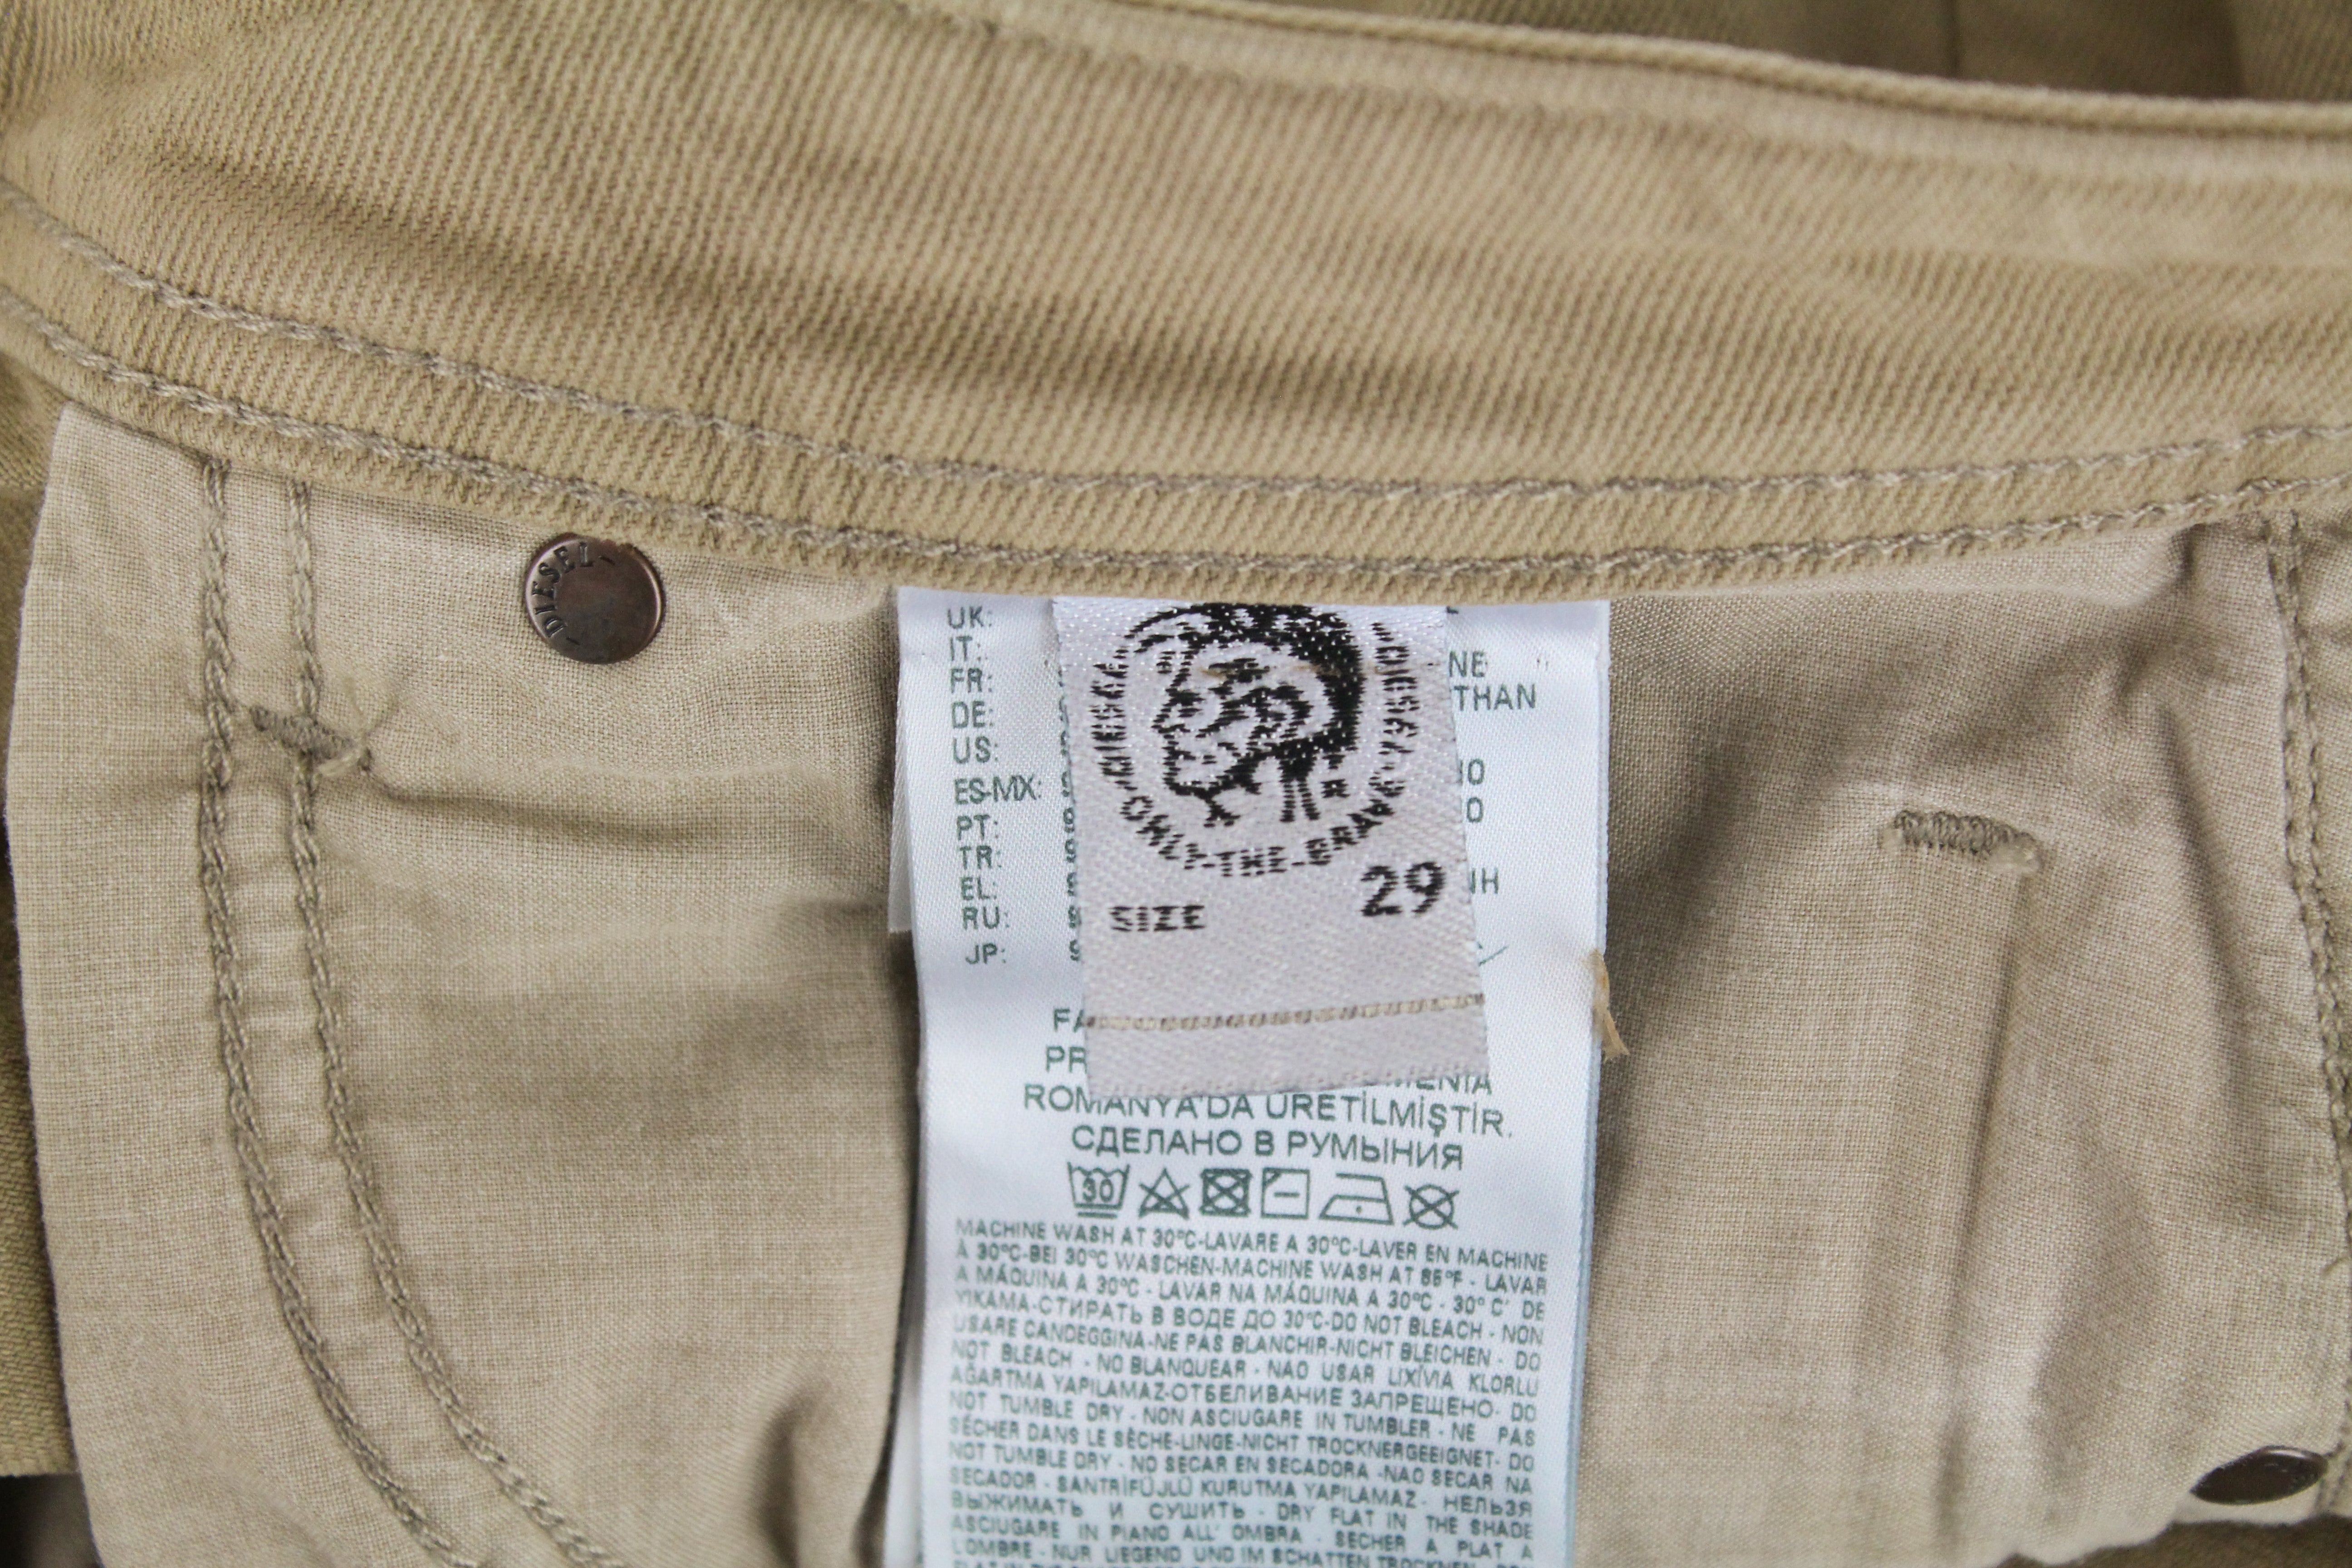 -DIESEL-
DIESEL
ONLY-THE-BRAVE
SIZE 29
UK:
IT:
FR:
DE:
US:
ES-MX:
PT:
TR:
EL:
RU:
JP:
NE
THAN
ROMANYA'DA ÜRETİLMİŞTİR.
СДЕЛАНО В РУМЫНИЯ
30
MACHINE WASH AT 30°C-LAVARE A 30°C-LAVER EN MACHINE
À 30°C-BEI 30°C WASCHEN-MACHINE WASH AT 86°F - LAVAR
A MÁQUINA A 30°C - LAVAR NA MÁQUINA A 30°C - 30° C' DE
YIKAMA-СТИРАТЬ В ВОДЕ ДО 30°C-DO NOT BLEACH - NON
USARE CANDEGGINA-NE PAS BLANCHIR-NICHT BLEICHEN - DO
NOT BLEACH - NO BLANQUEAR - NAO USAR LIXÍVIA KLORLU
AĞARTMA YAPILAMAZ-ОТБЕЛИВАНИЕ ЗАПРЕЩЕНО- DO
NOT TUMBLE DRY - NON ASCIUGARE IN TUMBLER - NE PAS
SÉCHER DANS LE SÈCHE-LINGE-NICHT TROCKNERGEEIGNET- DO
NOT TUMBLE DRY - NO SECAR EN SECADORA -NAO SECAR NA
SECADOR - SANTRİFÜJLÜ KURUTMA YAPILAMAZ - НЕЛЬЗЯ
ВЫЖИМАТЬ И СУШИТЬ - DRY FLAT IN THE SHADE
ASCIUGARE IN PIANO ALL' OMBRA - SÉCHER A PLAT A
L'OMBRE - NUR LIEGEND UND IM SCHATTEN TROCKNEN - DO